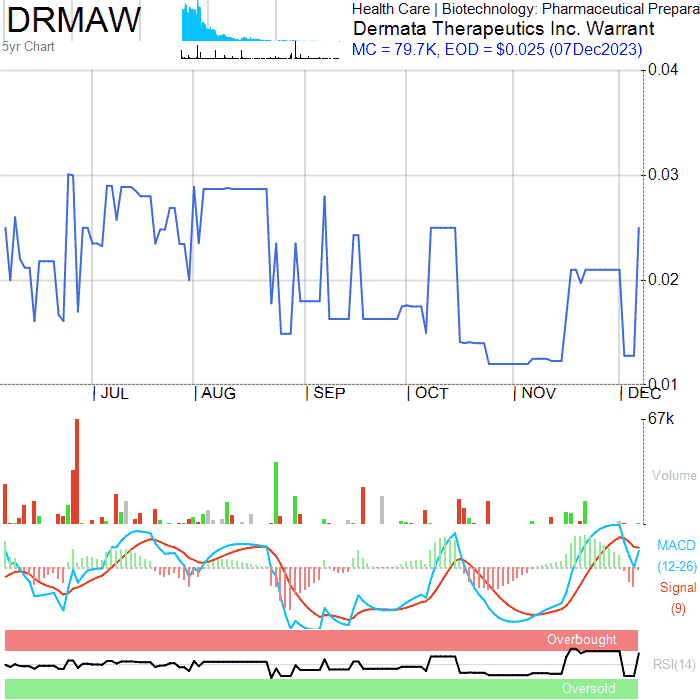 DRMAW
5yr Chart
Health Care | Biotechnology: Pharmaceutical Prepara
Dermata Therapeutics Inc. Warrant
MC = 79.7K, EOD = $0.025 (07Dec2023)
0.04
0.03
0.02
0.01
JUL
AUG
SEP
OCT
NOV
DEC
67k
Volume
MACD
(12-26)
Signal
(9)
Overbought
RSI(14)
Oversold